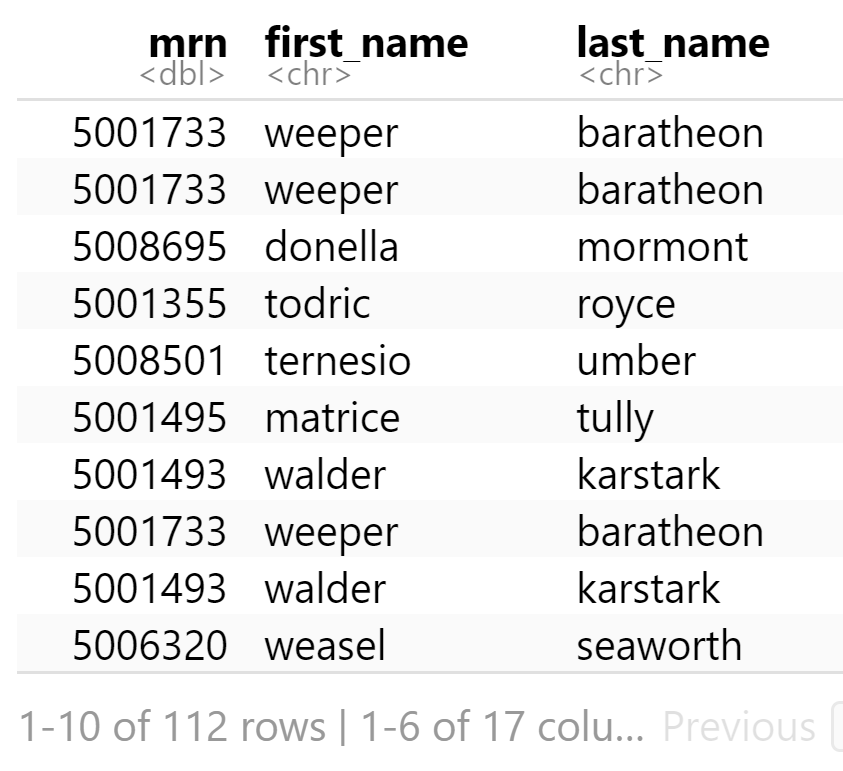 mrn first_name last_name
<dbl> <chr> <chr>
5001733 weeper baratheon
5001733 weeper baratheon
5008695 donella mormont
5001355 todric royce
5008501 ternesio umber
5001495 matrice tully
5001493 walder karstark
5001733 weeper baratheon
5001493 walder karstark
5006320 weasel seaworth
1-10 of 112 rows | 1-6 of 17 colu... Previous